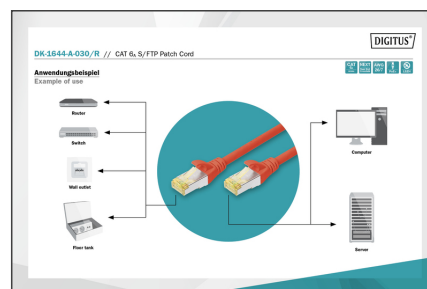 DIGITUS®
DK-1644-A-030/R // CAT 6A S/FTP Patch Cord
Anwendungsbeispiel
Example of use
Router
Switch
Wall outlet
Floor tank
Computer
Server